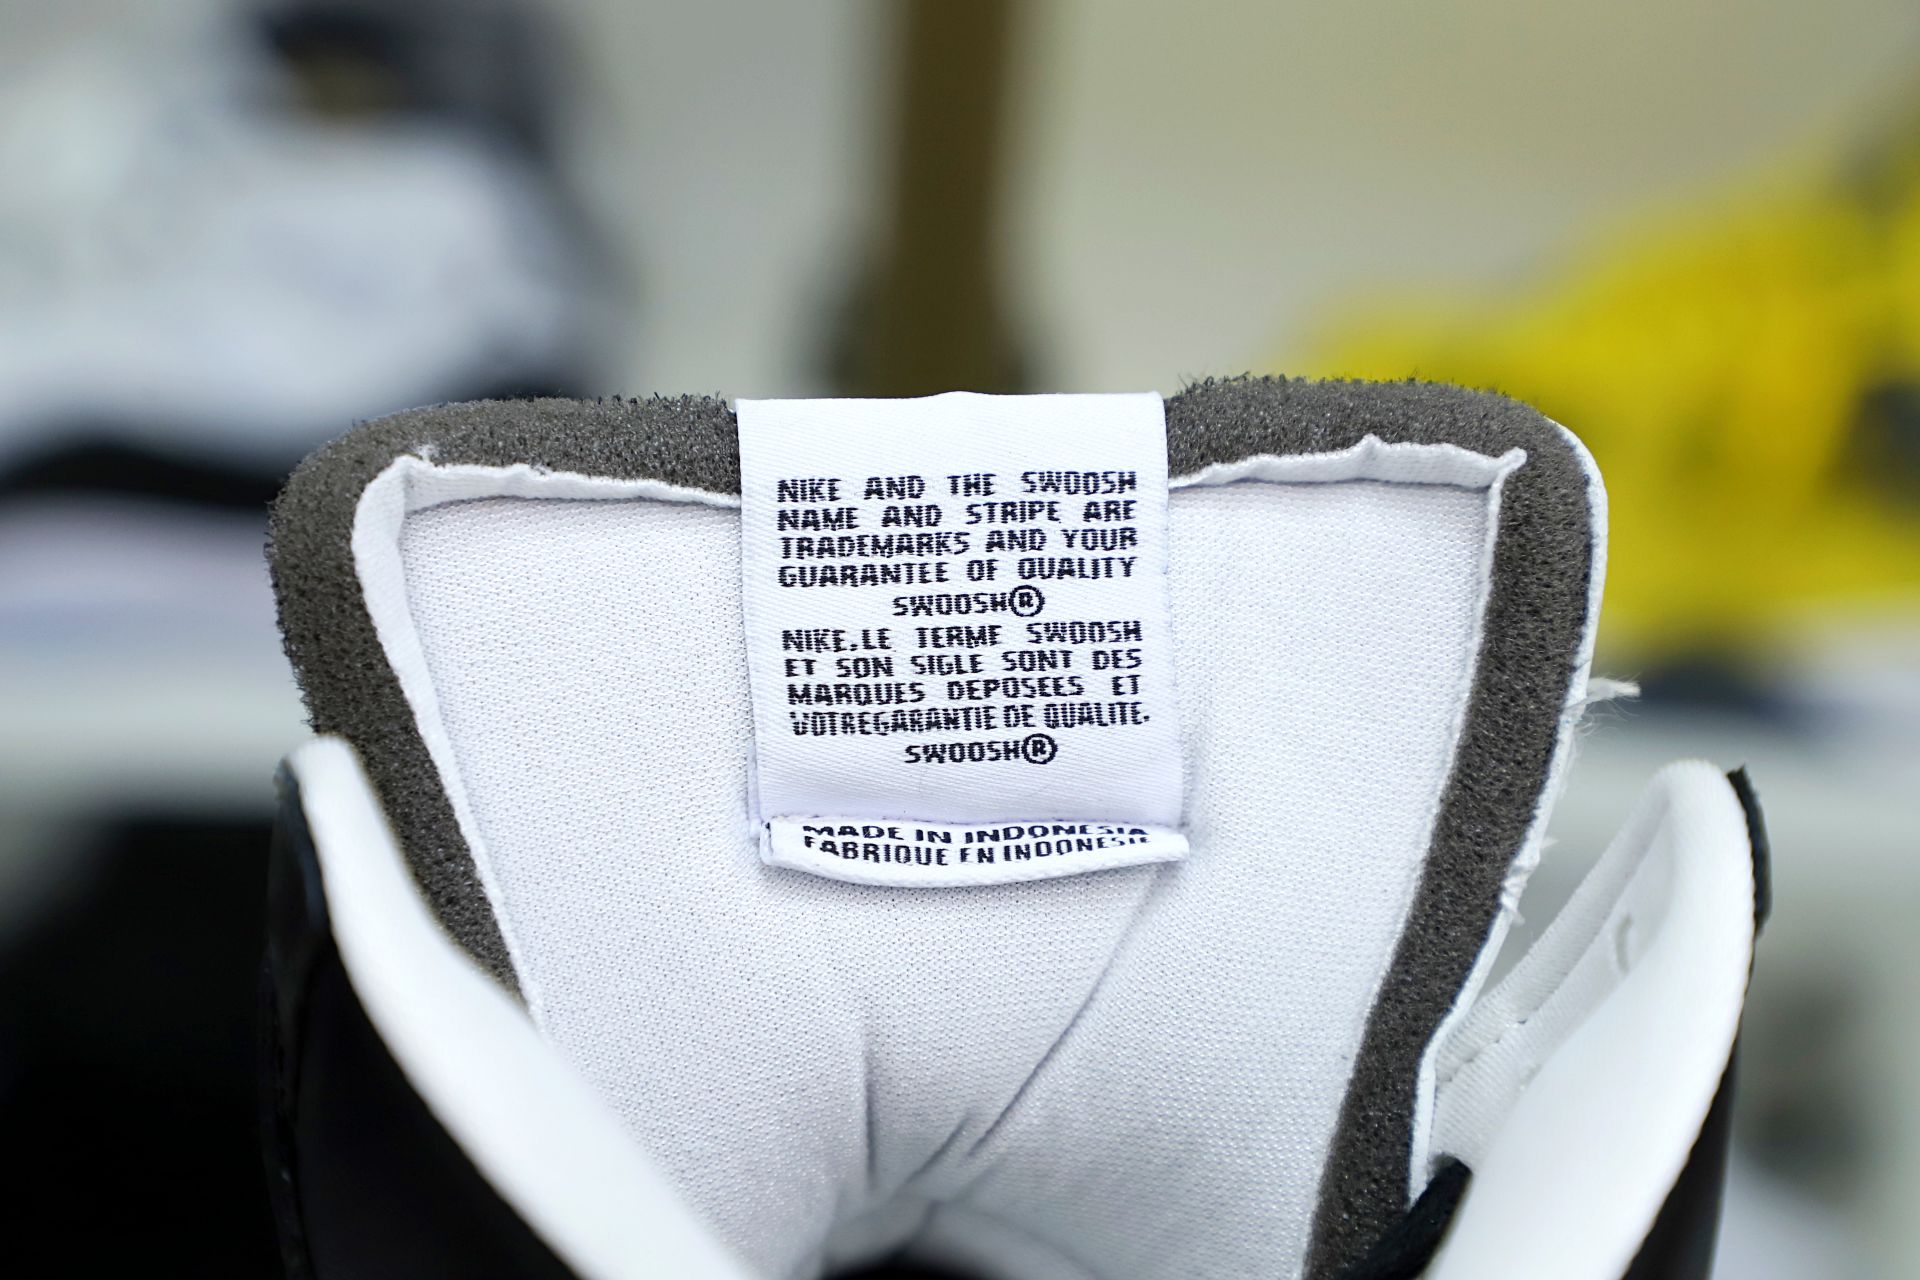 NIKE AND THE SWOOSH
NAME AND STRIPE ARE
TRADEMARKS AND YOUR
GUARANTEE OF QUALITY
SWOOSH®
NIKE,LE TERME SWOOSH
ET SON SIGLE SONT DES
MARQUES DEPOSEES ET
VOTREGARANTIE DE QUALITE.
SWOOSH®
MADE IN INDONESIA
FABRIQUE EN INDONESIE